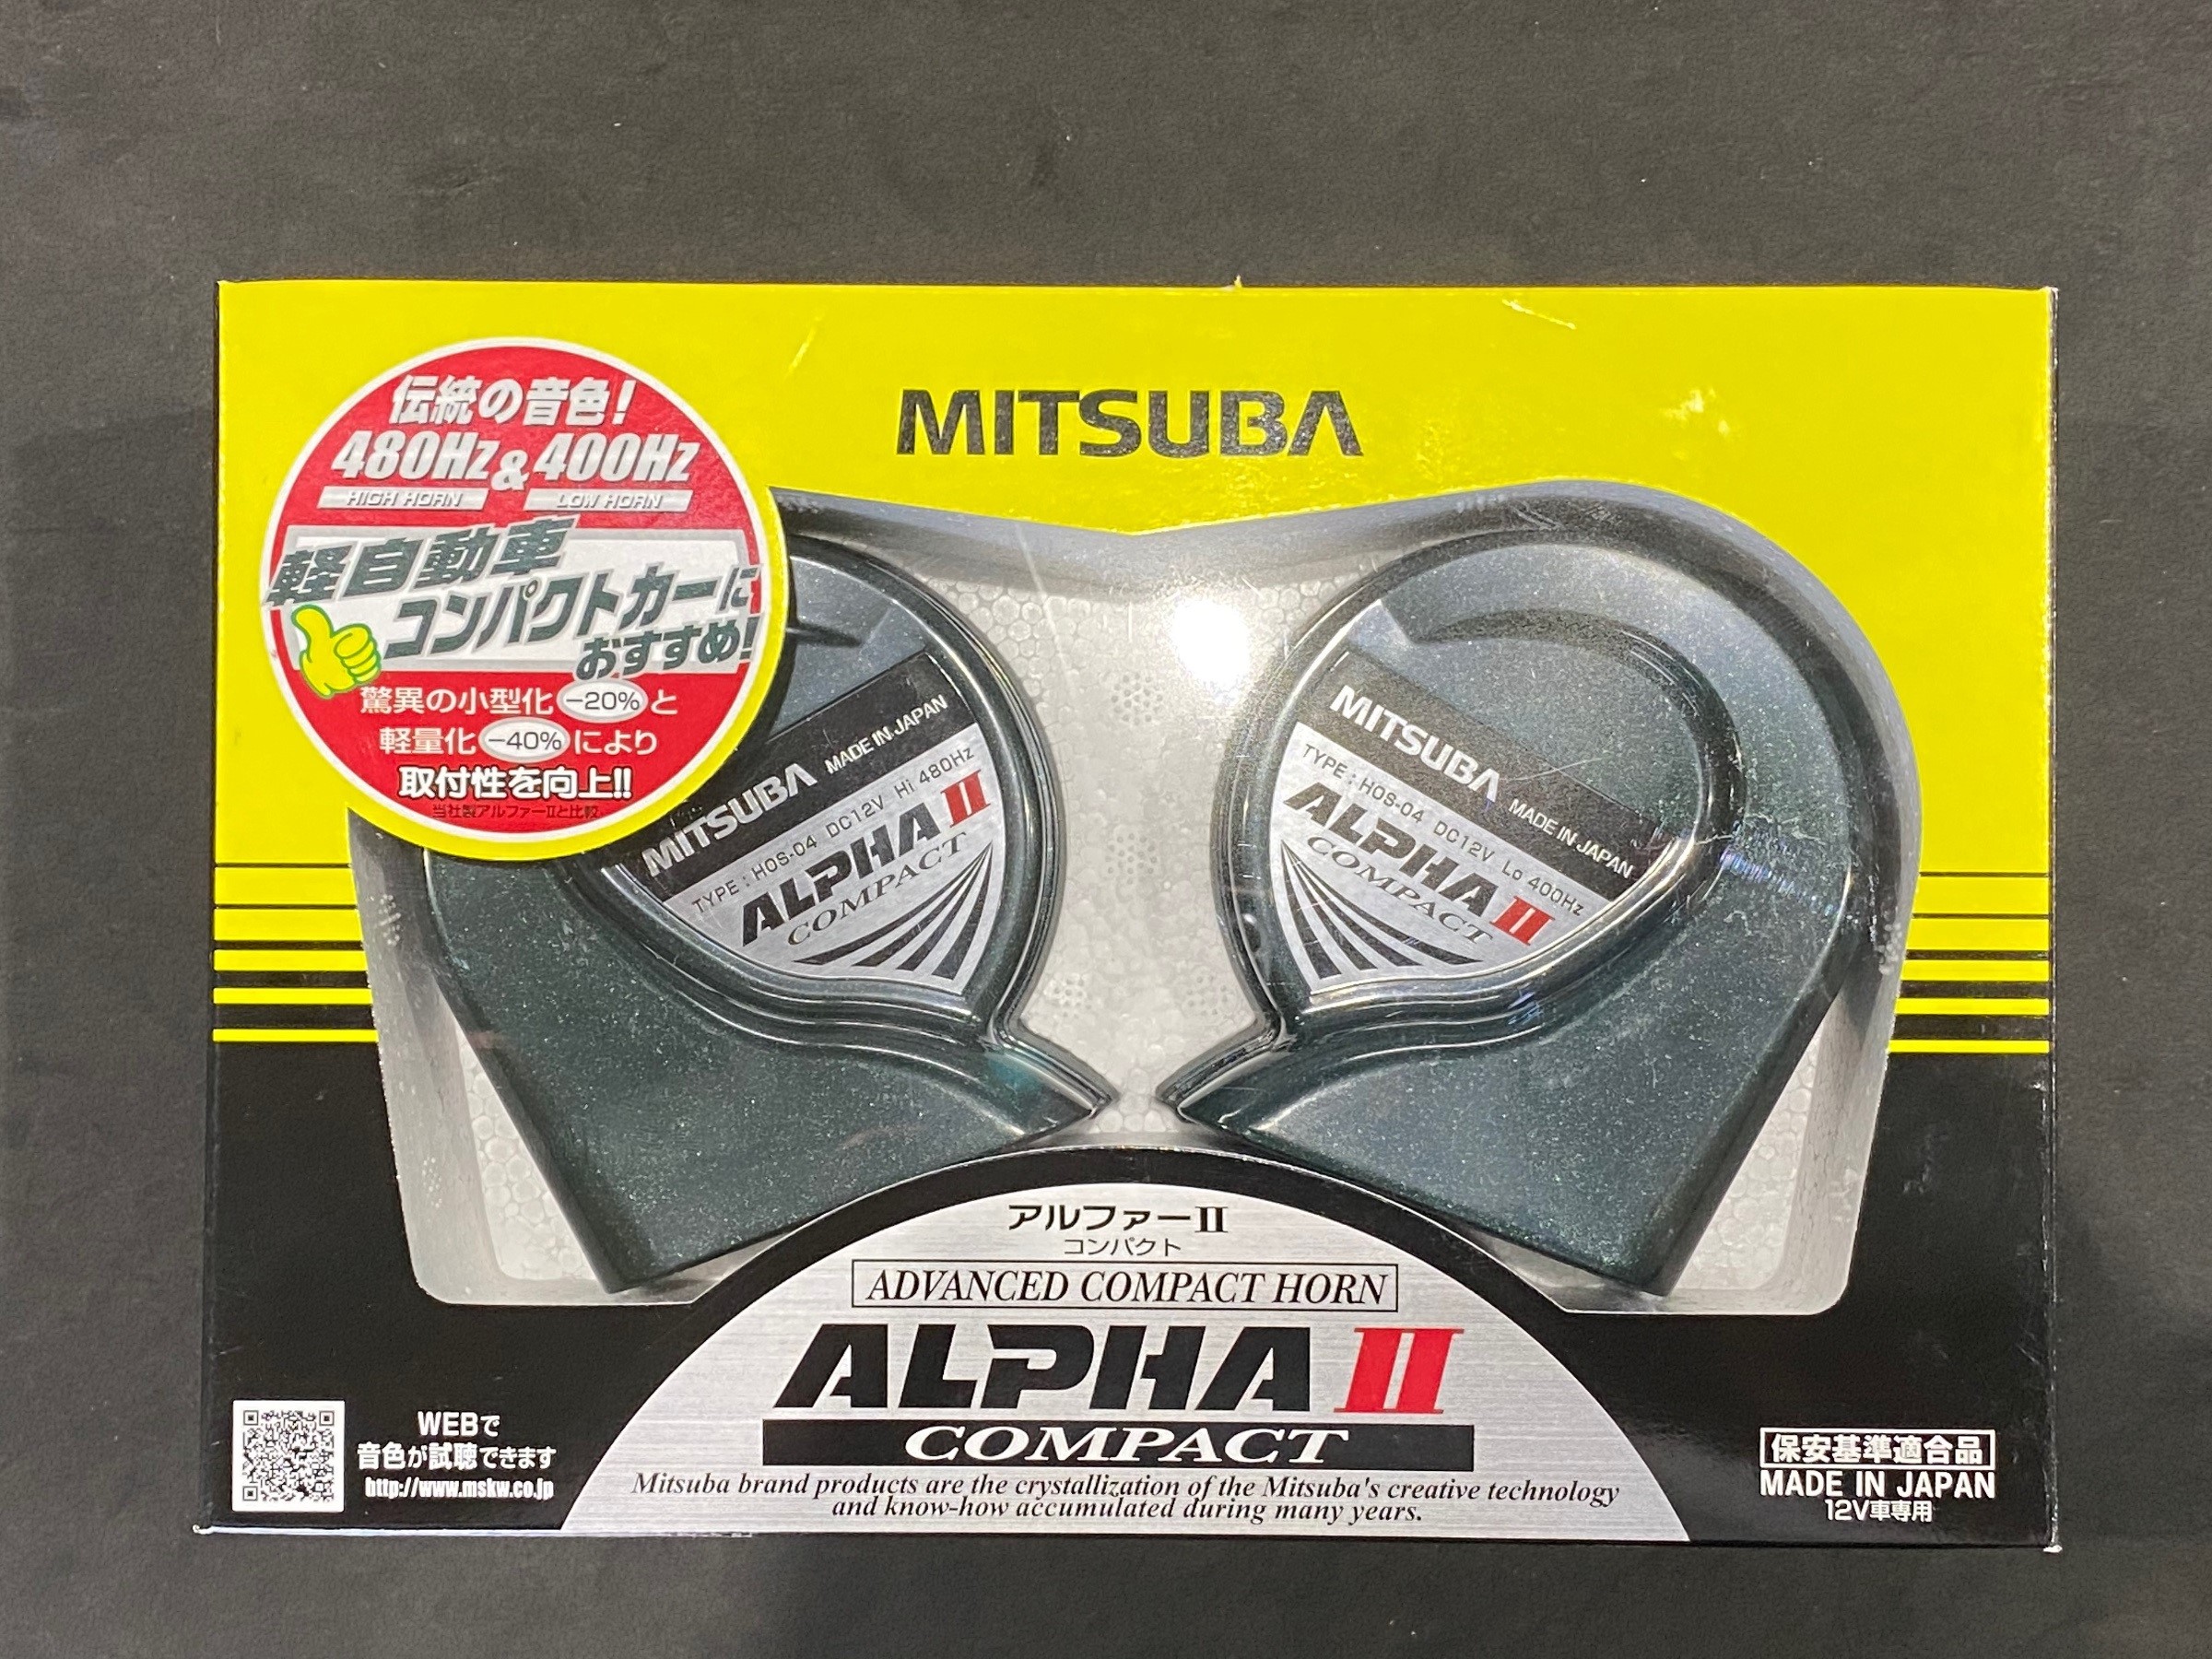 MITSUBA
伝統の音色!
480Hz & 400Hz
HIGH HORN LOW HORN
軽自動車
コンパクトカーに
おすすめ!
驚異の小型化 -20% と
軽量化 -40% により
取付性を向上!!
当社製アルファーIIと比較
MITSUBA MADE IN JAPAN
TYPE : HOS-04 DC12V Hi 480Hz
ALPHA II
COMPACT
MITSUBA MADE IN JAPAN
TYPE : HOS-04 DC12V Lo 400Hz
ALPHA II
COMPACT
アルファーII
コンパクト
ADVANCED COMPACT HORN
ALPHA II
COMPACT
Mitsuba brand products are the crystallization of the Mitsuba's creative technology
and know-how accumulated during many years.
WEBで
音色が試聴できます
http://www.mskw.co.jp
保安基準適合品
MADE IN JAPAN
12V車専用